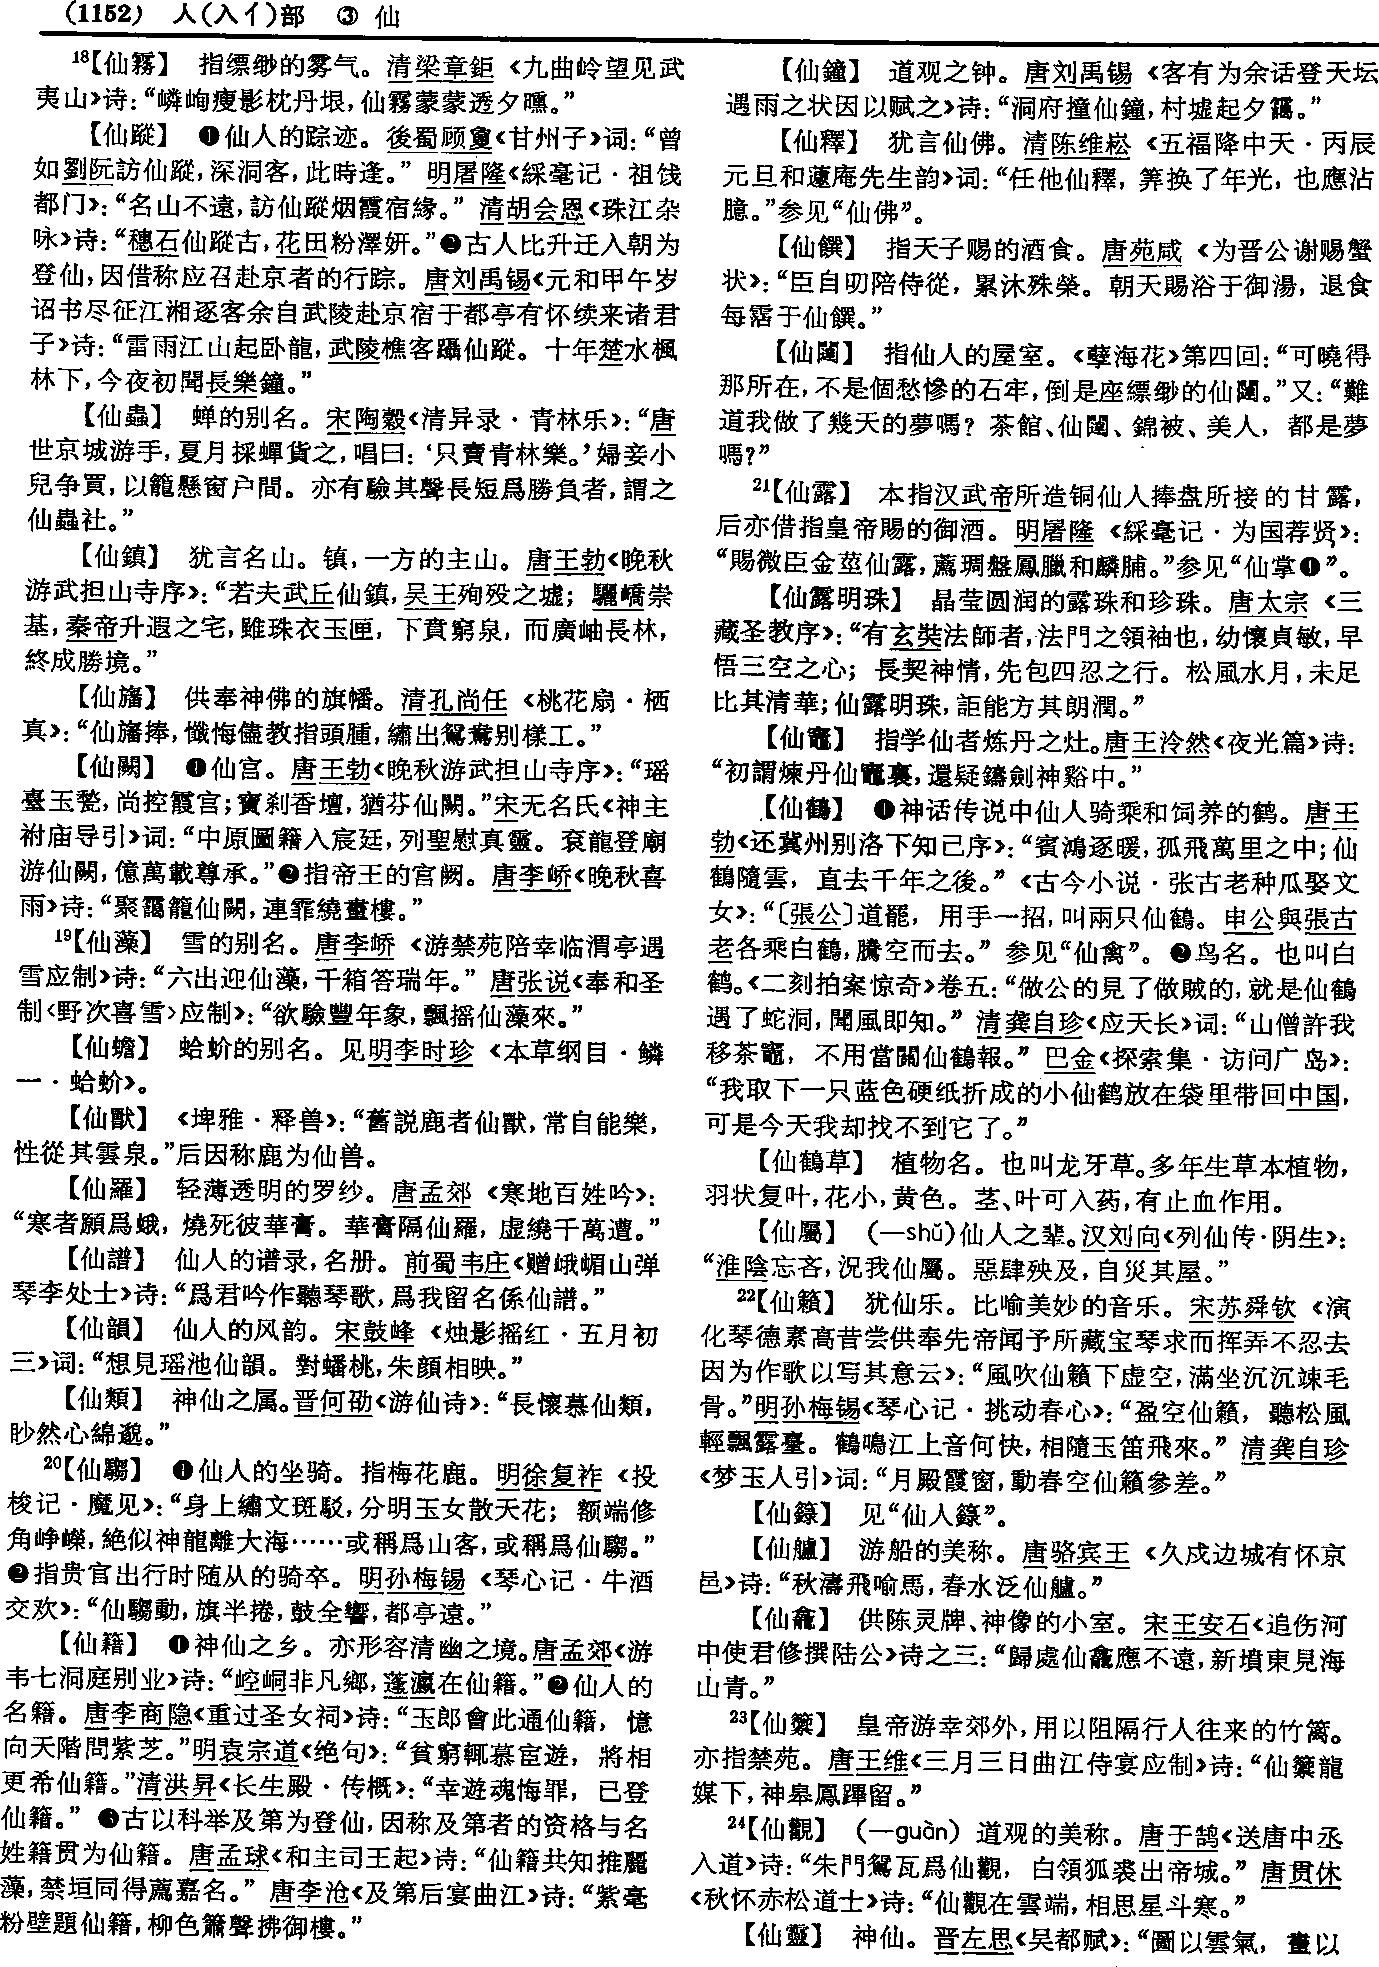 (1152) 人(入亻)部 ③ 仙
18【仙霧】 指缥缈的雾气。清梁章鉅《九曲岭望见武
夷山》诗：“嶙峋瘦影枕丹垠，仙霧蒙蒙透夕曛。”
【仙蹤】 ❶仙人的踪迹。後蜀顾夐《甘州子》词：“曾
如劉阮訪仙蹤，深洞客，此時逢。”明屠隆《綵毫记·祖饯
都门》：“名山不遠，訪仙蹤烟霞宿緣。”清胡会恩《珠江杂
咏》诗：“穗石仙蹤古，花田粉澤妍。”❷古人比升迁入朝为
登仙，因借称应召赴京者的行踪。唐刘禹锡《元和甲午岁
诏书尽征江湘逐客余自武陵赴京宿于都亭有怀续来诸君
子》诗：“雷雨江山起卧龍，武陵樵客躡仙蹤。十年楚水楓
林下，今夜初聞長樂鐘。”
【仙蟲】 蝉的别名。宋陶穀《清异录·青林乐》：“唐
世京城游手，夏月採蟬貨之，唱曰：‘只賣青林樂。’婦妾小
兒争買，以籠懸窗户間。亦有驗其聲長短爲勝負者，謂之
仙蟲社。”
【仙鎮】 犹言名山。镇，一方的主山。唐王勃《晚秋
游武担山寺序》：“若夫武丘仙鎮，吴王殉殁之墟；驪嶠崇
基，秦帝升遐之宅，雖珠衣玉匣，下賁窮泉，而廣岫長林，
終成勝境。”
【仙旛】 供奉神佛的旗幡。清孔尚任《桃花扇·栖
真》：“仙旛捧，懺悔儘教指頭腫，繡出鴛鴦别樣工。”
【仙闕】 ❶仙宫。唐王勃《晚秋游武担山寺序》：“瑶
臺玉甃，尚控霞宫；寶刹香壇，猶芬仙闕。”宋无名氏《神主
祔庙导引》词：“中原圖籍入宸廷，列聖慰真靈。衮龍登廟
游仙闕，億萬載尊承。”❷指帝王的宫阙。唐李峤《晚秋喜
雨》诗：“聚靄籠仙闕，連霏繞畫樓。”
19【仙藻】 雪的别名。唐李峤《游禁苑陪幸临渭亭遇
雪应制》诗：“六出迎仙藻，千箱答瑞年。”唐张说《奉和圣
制〈野次喜雪〉应制》：“欲驗豐年象，飄摇仙藻來。”
【仙蟾】 蛤蚧的别名。见明李时珍《本草纲目·鳞
一·蛤蚧》。
【仙獸】 《埤雅·释兽》：“舊説鹿者仙獸，常自能樂，
性從其雲泉。”后因称鹿为仙兽。
【仙羅】 轻薄透明的罗纱。唐孟郊《寒地百姓吟》：
“寒者願爲蛾，燒死彼華膏。華膏隔仙羅，虚繞千萬遭。”
【仙譜】 仙人的谱录，名册。前蜀韦庄《赠峨嵋山弹
琴李处士》诗：“爲君吟作聽琴歌，爲我留名係仙譜。”
【仙韻】 仙人的风韵。宋鼓峰《烛影摇红·五月初
三》词：“想見瑶池仙韻。對蟠桃，朱顔相映。”
【仙類】 神仙之属。晋何劭《游仙诗》：“長懷慕仙類，
眇然心綿邈。”
20【仙騶】 ❶仙人的坐骑。指梅花鹿。明徐复祚《投
梭记·魔见》：“身上繡文斑駁，分明玉女散天花；额端修
角峥嶸，絶似神龍離大海……或稱爲山客，或稱爲仙騶。”
❷指贵官出行时随从的骑卒。明孙梅锡《琴心记·牛酒
交欢》：“仙騶動，旗半捲，鼓全響，都亭遠。”
【仙籍】 ❶神仙之乡。亦形容清幽之境。唐孟郊《游
韦七洞庭别业》诗：“崆峒非凡鄉，蓬瀛在仙籍。”❷仙人的
名籍。唐李商隐《重过圣女祠》诗：“玉郎會此通仙籍，憶
向天階問紫芝。”明袁宗道《绝句》：“貧窮輒慕宦遊，將相
更希仙籍。”清洪昇《长生殿·传概》：“幸遊魂悔罪，已登
仙籍。”❸古以科举及第为登仙，因称及第者的资格与名
姓籍贯为仙籍。唐孟球《和主司王起》诗：“仙籍共知推麗
藻，禁垣同得薦嘉名。”唐李沧《及第后宴曲江》诗：“紫毫
粉壁題仙籍，柳色簫聲拂御樓。”
【仙鐘】 道观之钟。唐刘禹锡《客有为余话登天坛
遇雨之状因以赋之》诗：“洞府撞仙鐘，村墟起夕靄。”
【仙釋】 犹言仙佛。清陈维崧《五福降中天·丙辰
元旦和蘧庵先生韵》词：“任他仙釋，筭换了年光，也應沾
臆。”参见“仙佛”。
【仙饌】 指天子赐的酒食。唐苑咸《为晋公谢赐蟹
状》：“臣自叨陪侍從，累沐殊榮。朝天賜浴于御湯，退食
每霑于仙饌。”
【仙闥】 指仙人的屋室。《孽海花》第四回：“可曉得
那所在，不是個愁慘的石牢，倒是座縹缈的仙闥。”又：“難
道我做了幾天的夢嗎？茶館、仙闥、錦被、美人，都是夢
嗎？”
21【仙露】 本指汉武帝所造铜仙人捧盘所接的甘露，
后亦借指皇帝赐的御酒。明屠隆《綵毫记·为国荐贤》：
“賜微臣金莖仙露，薦琱盤鳳臘和麟脯。”参见“仙掌❶”。
【仙露明珠】 晶莹圆润的露珠和珍珠。唐太宗《三
藏圣教序》：“有玄奘法師者，法門之領袖也，幼懷貞敏，早
悟三空之心；長契神情，先包四忍之行。松風水月，未足
比其清華；仙露明珠，詎能方其朗潤。”
【仙竈】 指学仙者炼丹之灶。唐王泠然《夜光篇》诗：
“初謂煉丹仙竈裏，還疑鑄劍神谿中。”
【仙鶴】 ❶神话传说中仙人骑乘和饲养的鹤。唐王
勃《还冀州别洛下知己序》：“賓鴻逐暖，孤飛萬里之中；仙
鶴隨雲，直去千年之後。”《古今小说·张古老种瓜娶文
女》：“〔張公〕道罷，用手一招，叫兩只仙鶴。申公與張古
老各乘白鶴，騰空而去。”参见“仙禽”。❷鸟名。也叫白
鹤。《二刻拍案惊奇》卷五：“做公的見了做賊的，就是仙鶴
遇了蛇洞，聞風即知。”清龚自珍《应天长》词：“山僧許我
移茶竈，不用當關仙鶴報。”巴金《探索集·访问广岛》：
“我取下一只蓝色硬纸折成的小仙鹤放在袋里带回中国，
可是今天我却找不到它了。”
【仙鶴草】 植物名。也叫龙牙草。多年生草本植物，
羽状复叶，花小，黄色。茎、叶可入药，有止血作用。
【仙屬】 (—shǔ)仙人之辈。汉刘向《列仙传·阴生》：
“淮陰忘吝，況我仙屬。惡肆殃及，自災其屋。”
22【仙籟】 犹仙乐。比喻美妙的音乐。宋苏舜钦《演
化琴德素高昔尝供奉先帝闻予所藏宝琴求而挥弄不忍去
因为作歌以写其意云》：“風吹仙籟下虚空，滿坐沉沉竦毛
骨。”明孙梅锡《琴心记·挑动春心》：“盈空仙籟，聽松風
輕飄露臺。鶴鳴江上音何快，相隨玉笛飛來。”清龚自珍
《梦玉人引》词：“月殿霞窗，動春空仙籟參差。”
【仙籙】 见“仙人籙”。
【仙艫】 游船的美称。唐骆宾王《久戍边城有怀京
邑》诗：“秋濤飛喻馬，春水泛仙艫。”
【仙龕】 供陈灵牌、神像的小室。宋王安石《追伤河
中使君修撰陆公》诗之三：“歸處仙龕應不遠，新墳東見海
山青。”
23【仙籞】 皇帝游幸郊外，用以阻隔行人往来的竹篱。
亦指禁苑。唐王维《三月三日曲江侍宴应制》诗：“仙籞龍
媒下，神皋鳳蹕留。”
24【仙觀】 (—guàn) 道观的美称。唐于鹄《送唐中丞
入道》诗：“朱門鴛瓦爲仙觀，白領狐裘出帝城。”唐贯休
《秋怀赤松道士》诗：“仙觀在雲端，相思星斗寒。”
【仙靈】 神仙。晋左思《吴都赋》：“圖以雲氣，畫以